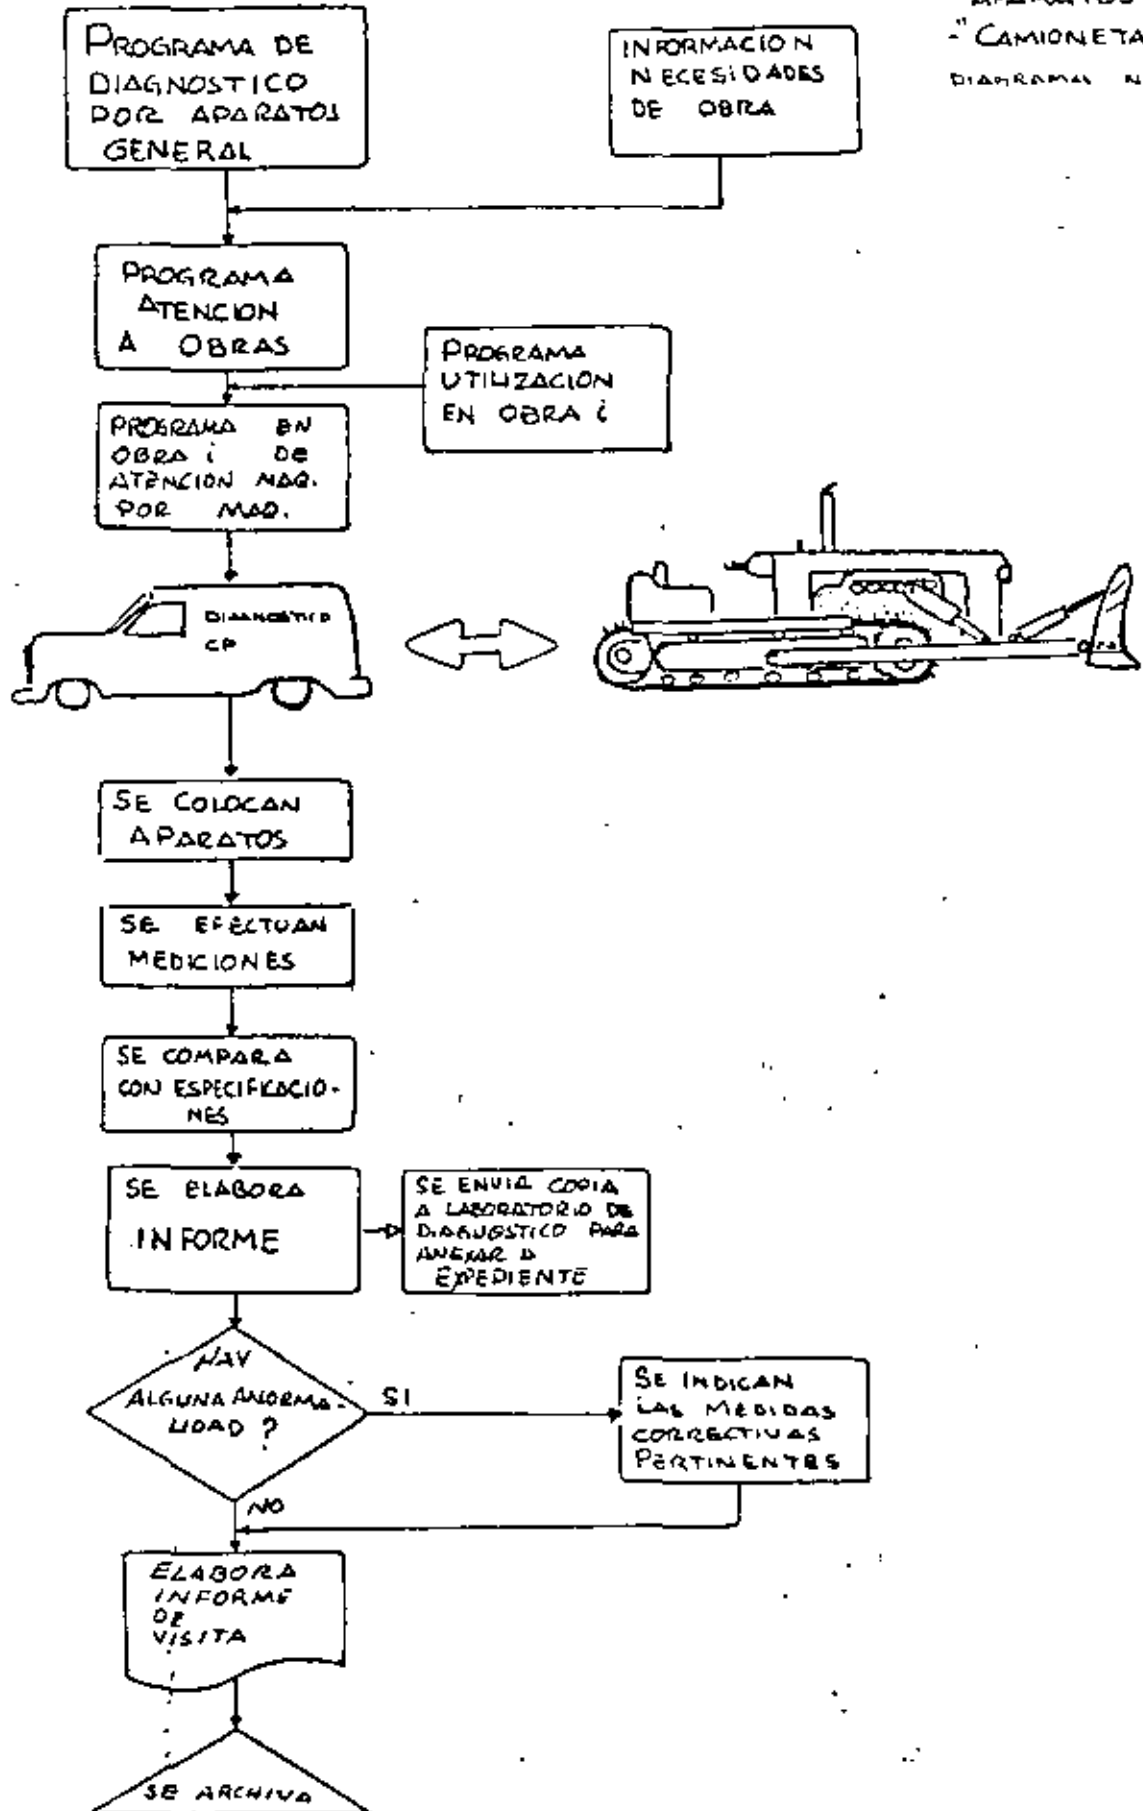 PROGRAMA DE
DIAGNOSTICO
POR APARATOS
GENERAL
INFORMACION
NECESIDADES
DE OBRA
-"CAMIONETA
DIAGRAMA N
PROGRAMA
ATENCION
A OBRAS
PROGRAMA
UTILIZACION
EN OBRA i
PROGRAMA EN
OBRA i DE
ATENCION MAQ.
POR MAQ.
DIAGNOSTICO
CP
SE COLOCAN
APARATOS
SE EFECTUAN
MEDICIONES
SE COMPARA
CON ESPECIFICACIO-
NES
SE ELABORA
INFORME
SE ENVIA COPIA
A LABORATORIO DE
DIAGNOSTICO PARA
ANEXAR A
EXPEDIENTE
HAY
ALGUNA ANORMA-
LIDAD ?
SI
SE INDICAN
LAS MEDIDAS
CORRECTIVAS
PERTINENTES
NO
ELABORA
INFORME
DE
VISITA
SE ARCHIVA